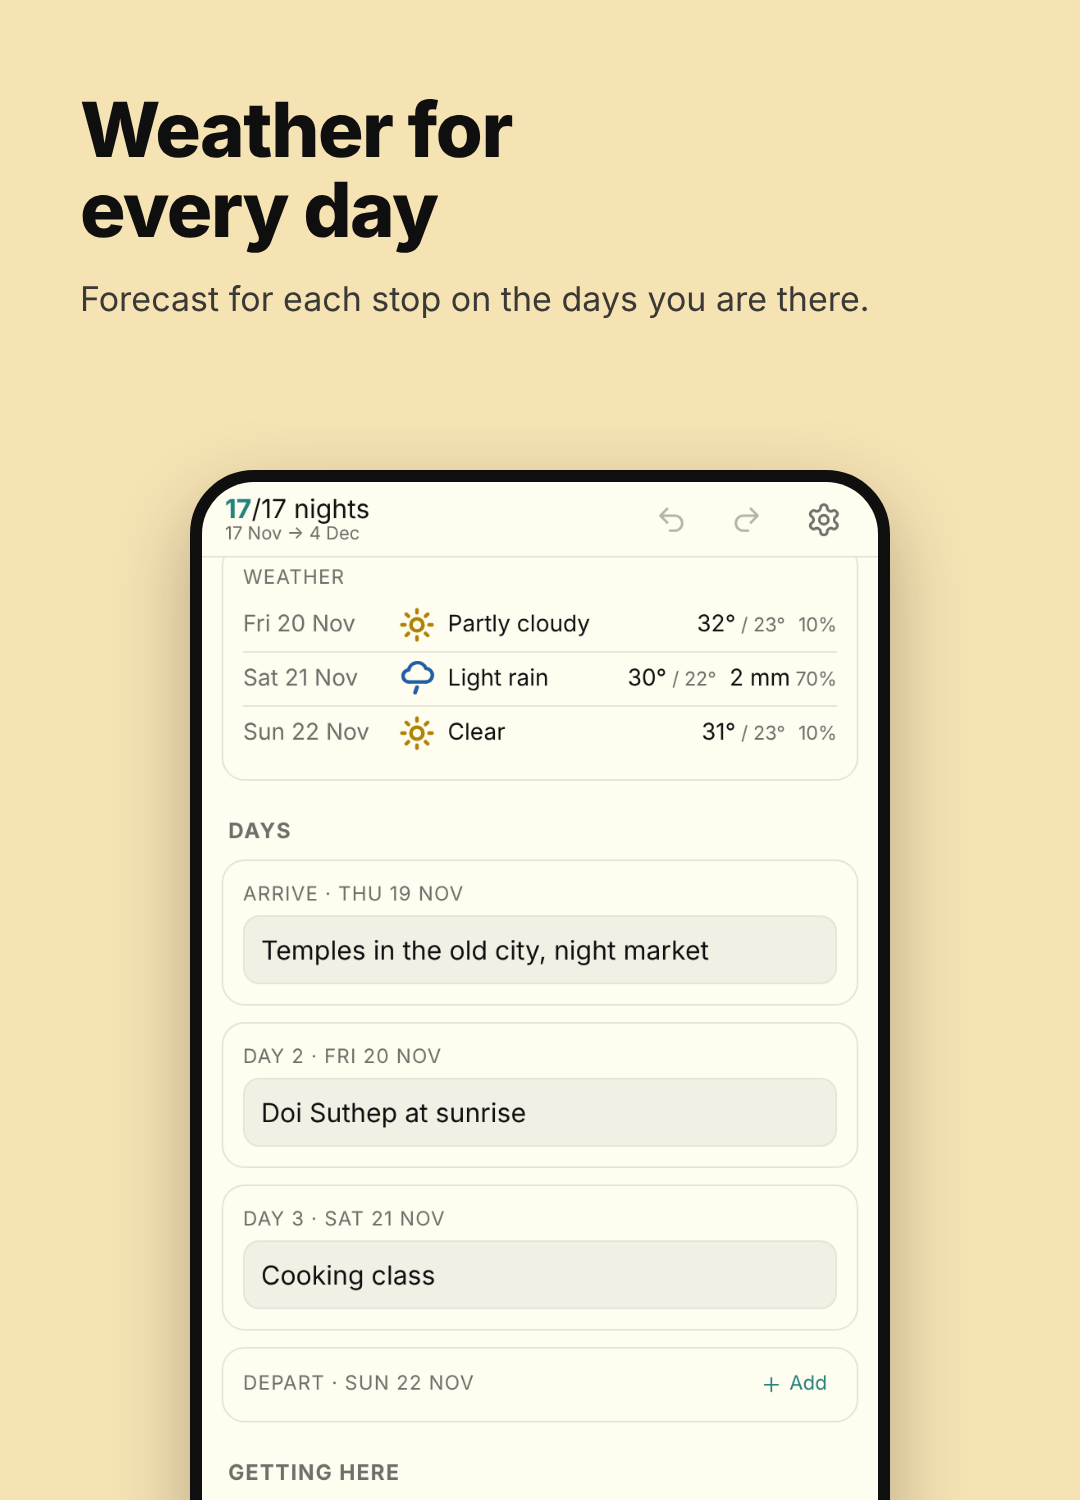 Weather for
every day
Forecast for each stop on the days you are there.
17/17 nights
17 Nov → 4 Dec
WEATHER
Fri 20 Nov Partly cloudy 32° / 23° 10%
Sat 21 Nov Light rain 30° / 22° 2 mm 70%
Sun 22 Nov Clear 31° / 23° 10%
DAYS
ARRIVE · THU 19 NOV
Temples in the old city, night market
DAY 2 · FRI 20 NOV
Doi Suthep at sunrise
DAY 3 · SAT 21 NOV
Cooking class
DEPART · SUN 22 NOV + Add
GETTING HERE